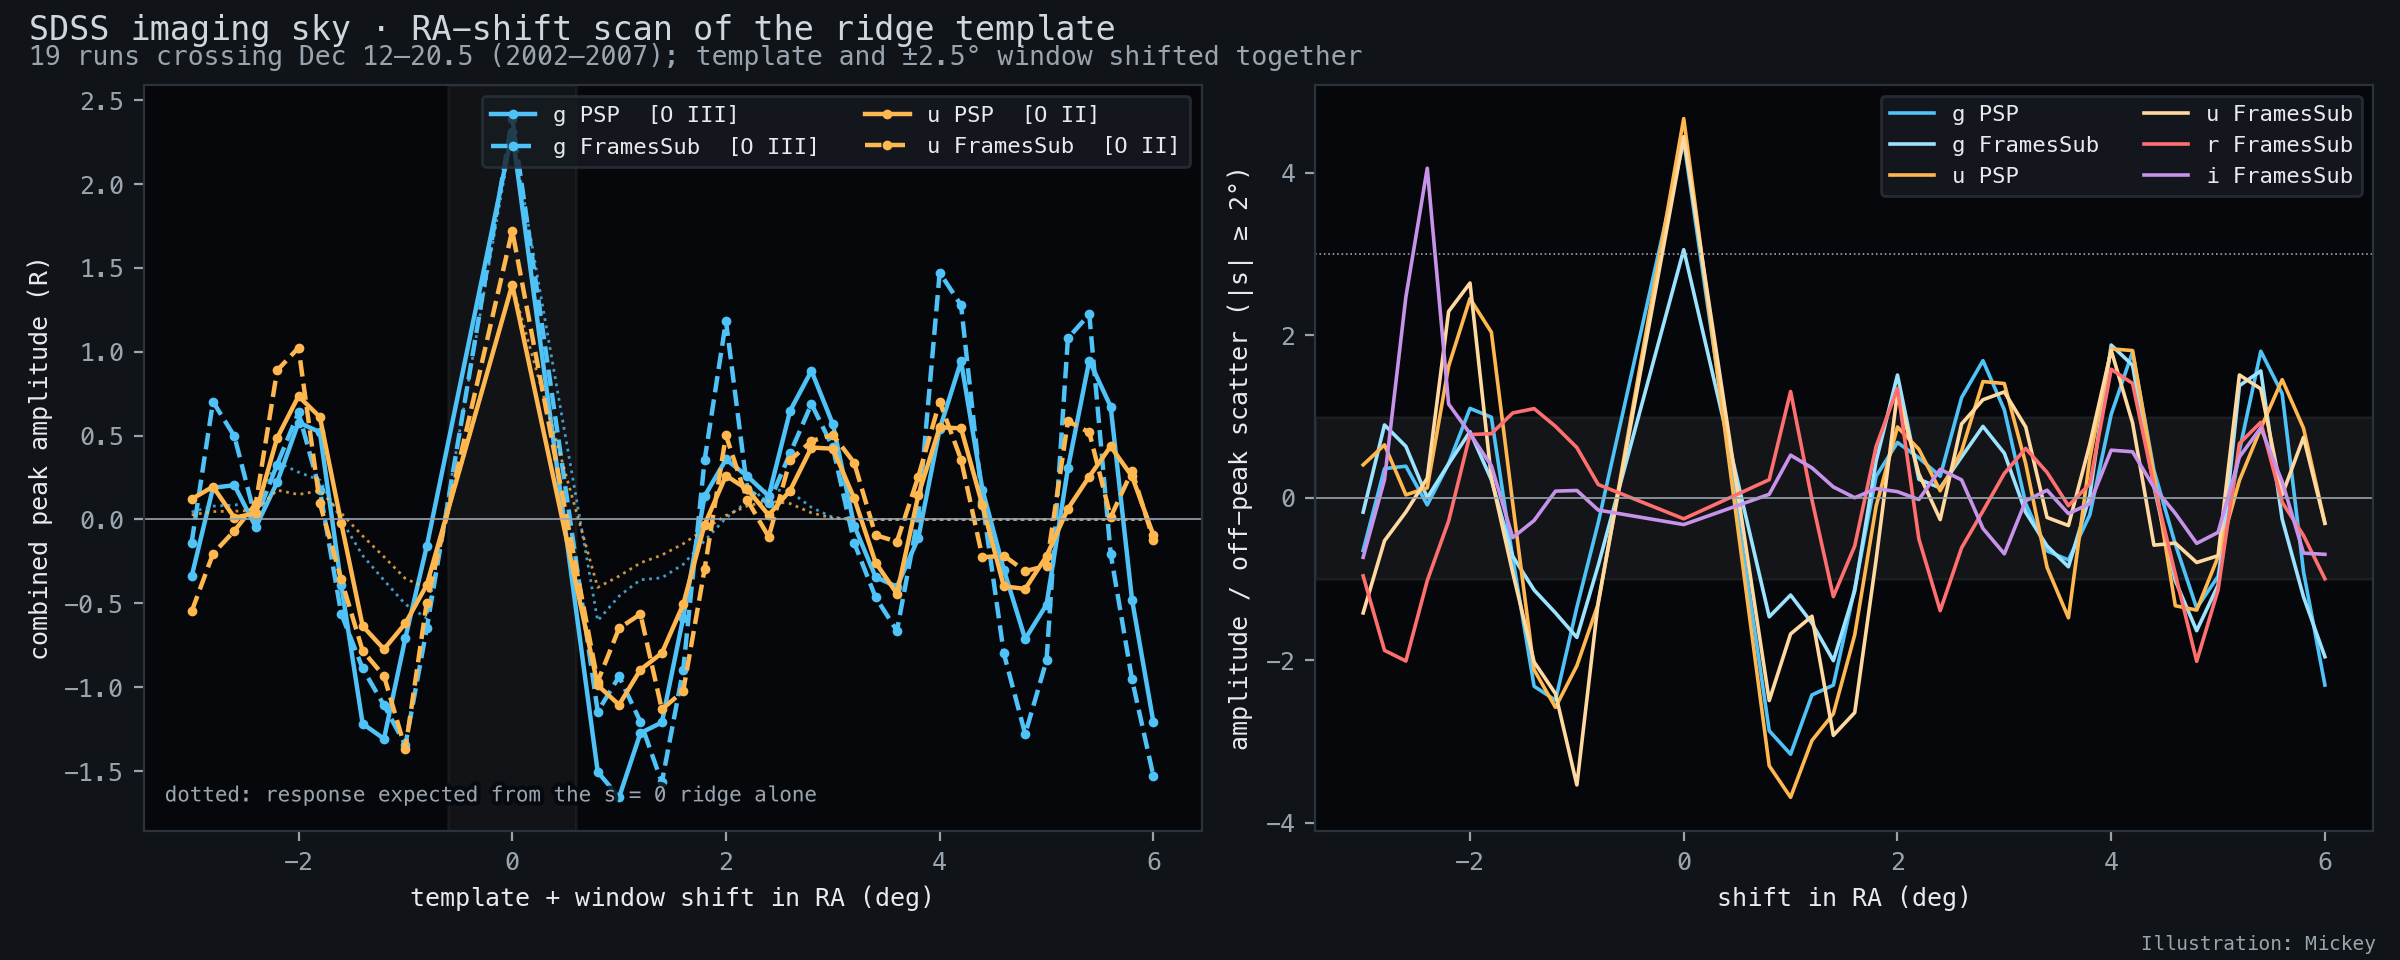 SDSS imaging sky · RA−shift scan of the ridge template
19 runs crossing Dec 12–20.5 (2002–2007); template and ±2.5° window shifted together
g PSP [O III]
g FramesSub [O III]
u PSP [O II]
u FramesSub [O II]
combined peak amplitude (R)
2.5
2.0
1.5
1.0
0.5
0.0
−0.5
−1.0
−1.5
dotted: response expected from the s = 0 ridge alone
−2
0
2
4
6
template + window shift in RA (deg)
g PSP
g FramesSub
u PSP
u FramesSub
r FramesSub
i FramesSub
amplitude / off−peak scatter (|s| ≥ 2°)
4
2
0
−2
−4
−2
0
2
4
6
shift in RA (deg)
Illustration: Mickey